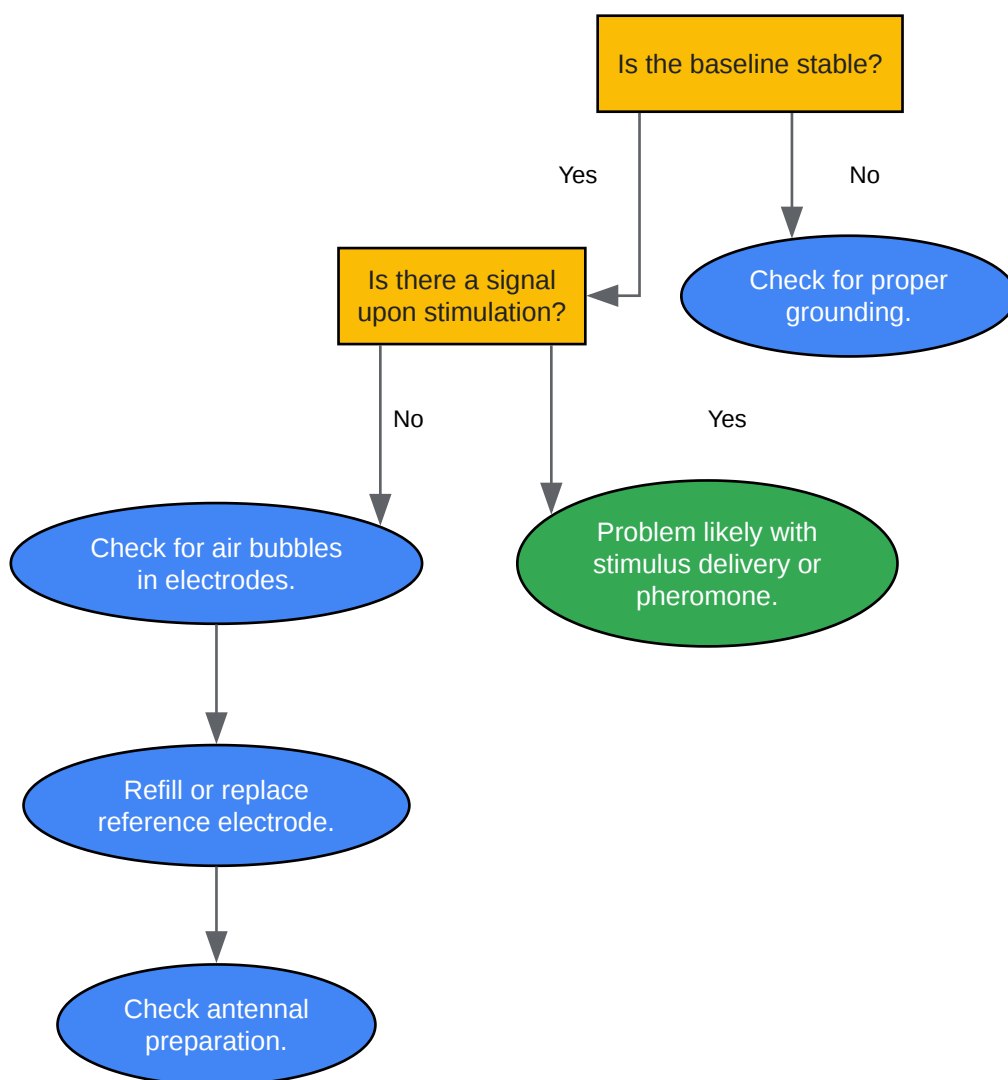 Is the baseline stable?
Yes
No
Is there a signal
upon stimulation?
Check for proper
grounding.
No
Yes
Check for air bubbles
in electrodes.
Problem likely with
stimulus delivery or
pheromone.
Refill or replace
reference electrode.
Check antennal
preparation.